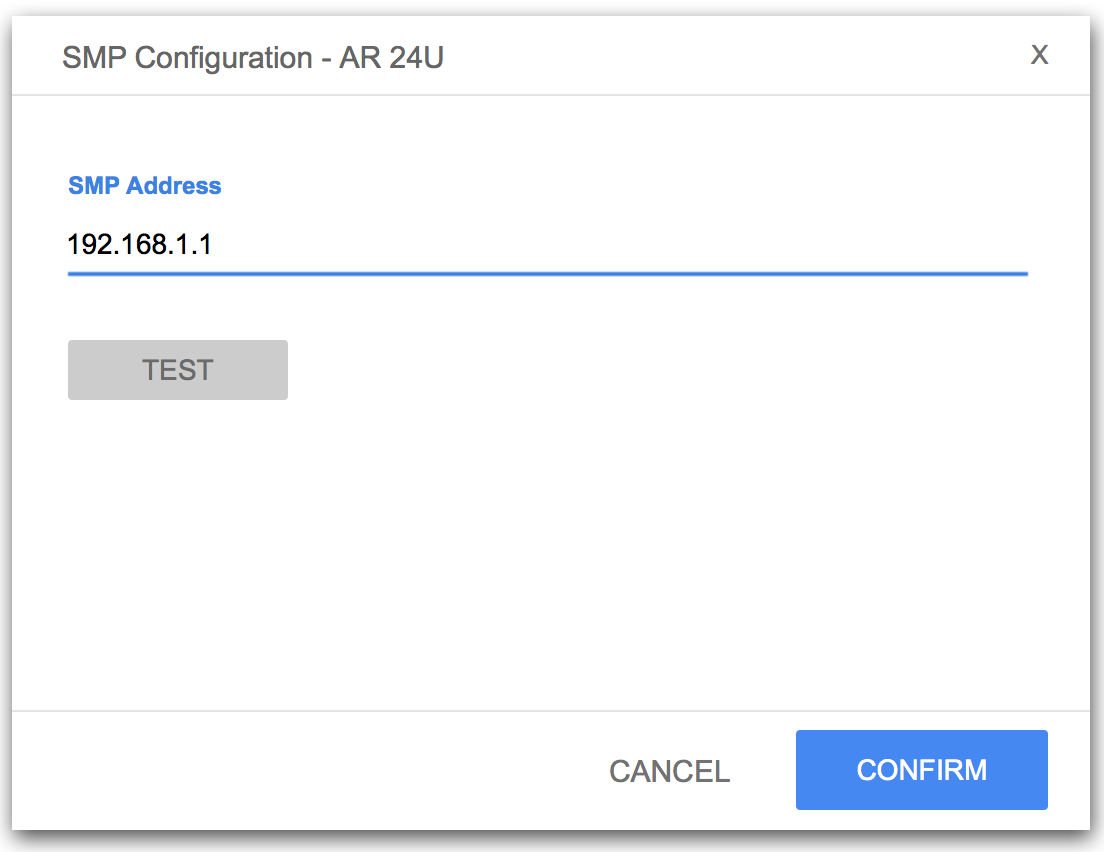 SMP Configuration - AR 24U
X
SMP Address
192.168.1.1
TEST
CANCEL
CONFIRM